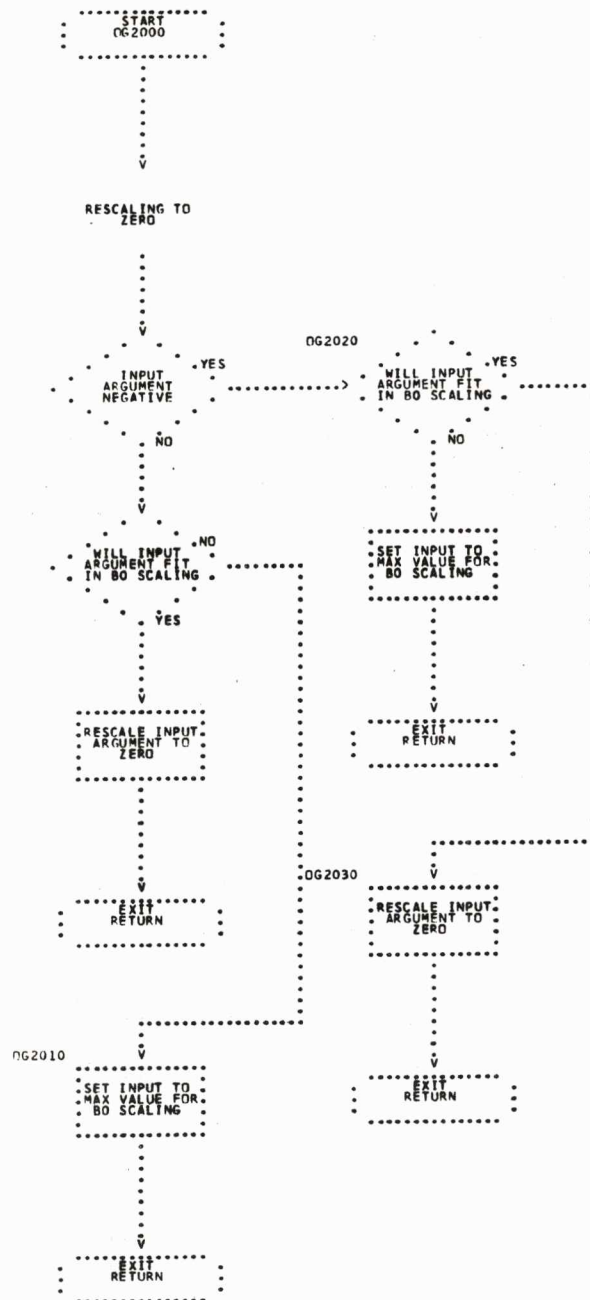 START
OG2000
RESCALING TO
ZERO
INPUT
ARGUMENT
NEGATIVE
YES
NO
OG2020
WILL INPUT
ARGUMENT FIT
IN BO SCALING
YES
NO
WILL INPUT
ARGUMENT FIT
IN BO SCALING
NO
YES
SET INPUT TO
MAX VALUE FOR
BO SCALING
RESCALE INPUT
ARGUMENT TO
ZERO
EXIT
RETURN
EXIT
RETURN
OG2030
RESCALE INPUT
ARGUMENT TO
ZERO
OG2010
SET INPUT TO
MAX VALUE FOR
BO SCALING
EXIT
RETURN
EXIT
RETURN